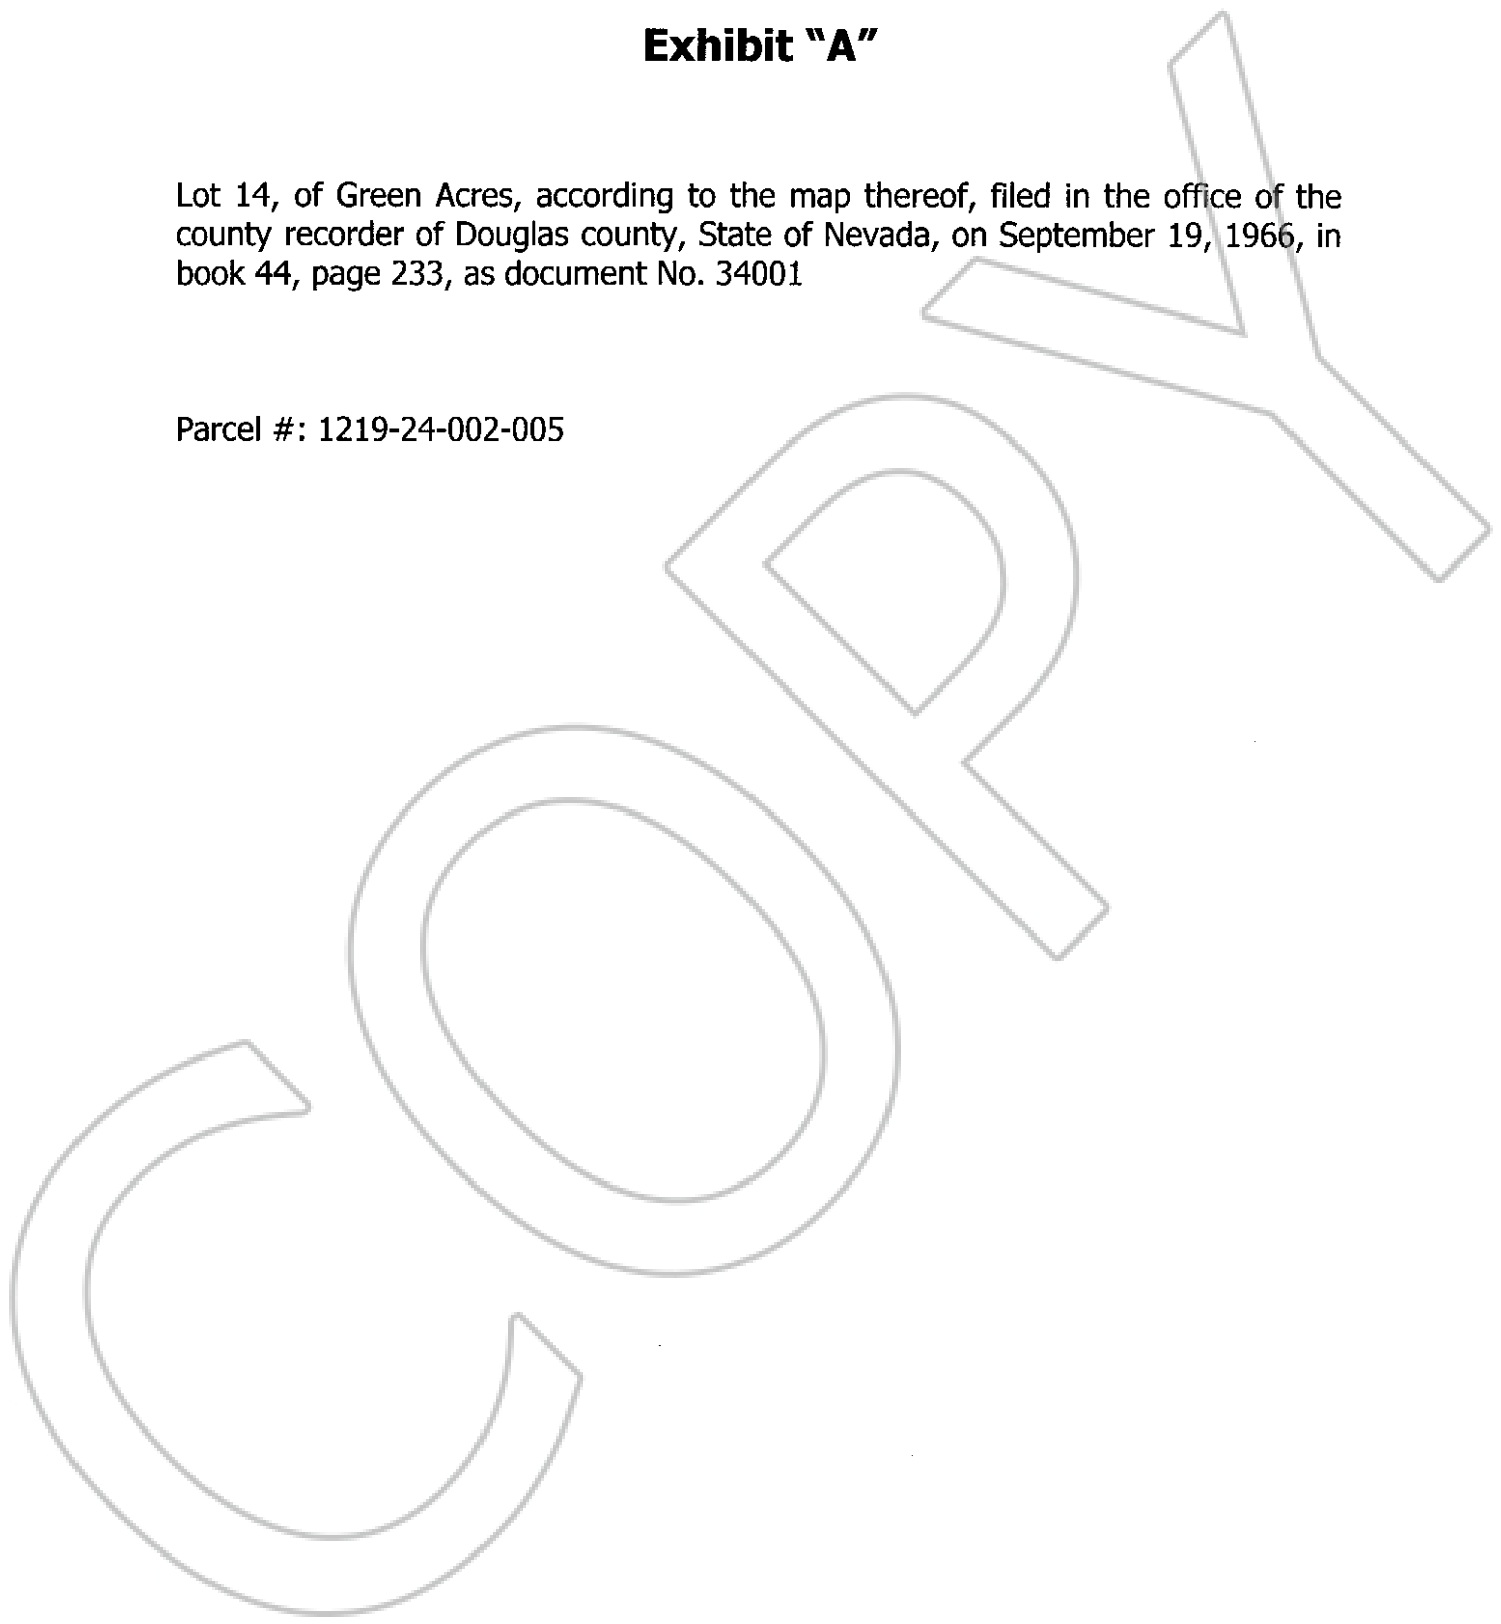 Exhibit “A”
Lot 14, of Green Acres, according to the map thereof, filed in the office of the
county recorder of Douglas county, State of Nevada, on September 19, 1966, in
book 44, page 233, as document No. 34001
Parcel #: 1219-24-002-005
COPY